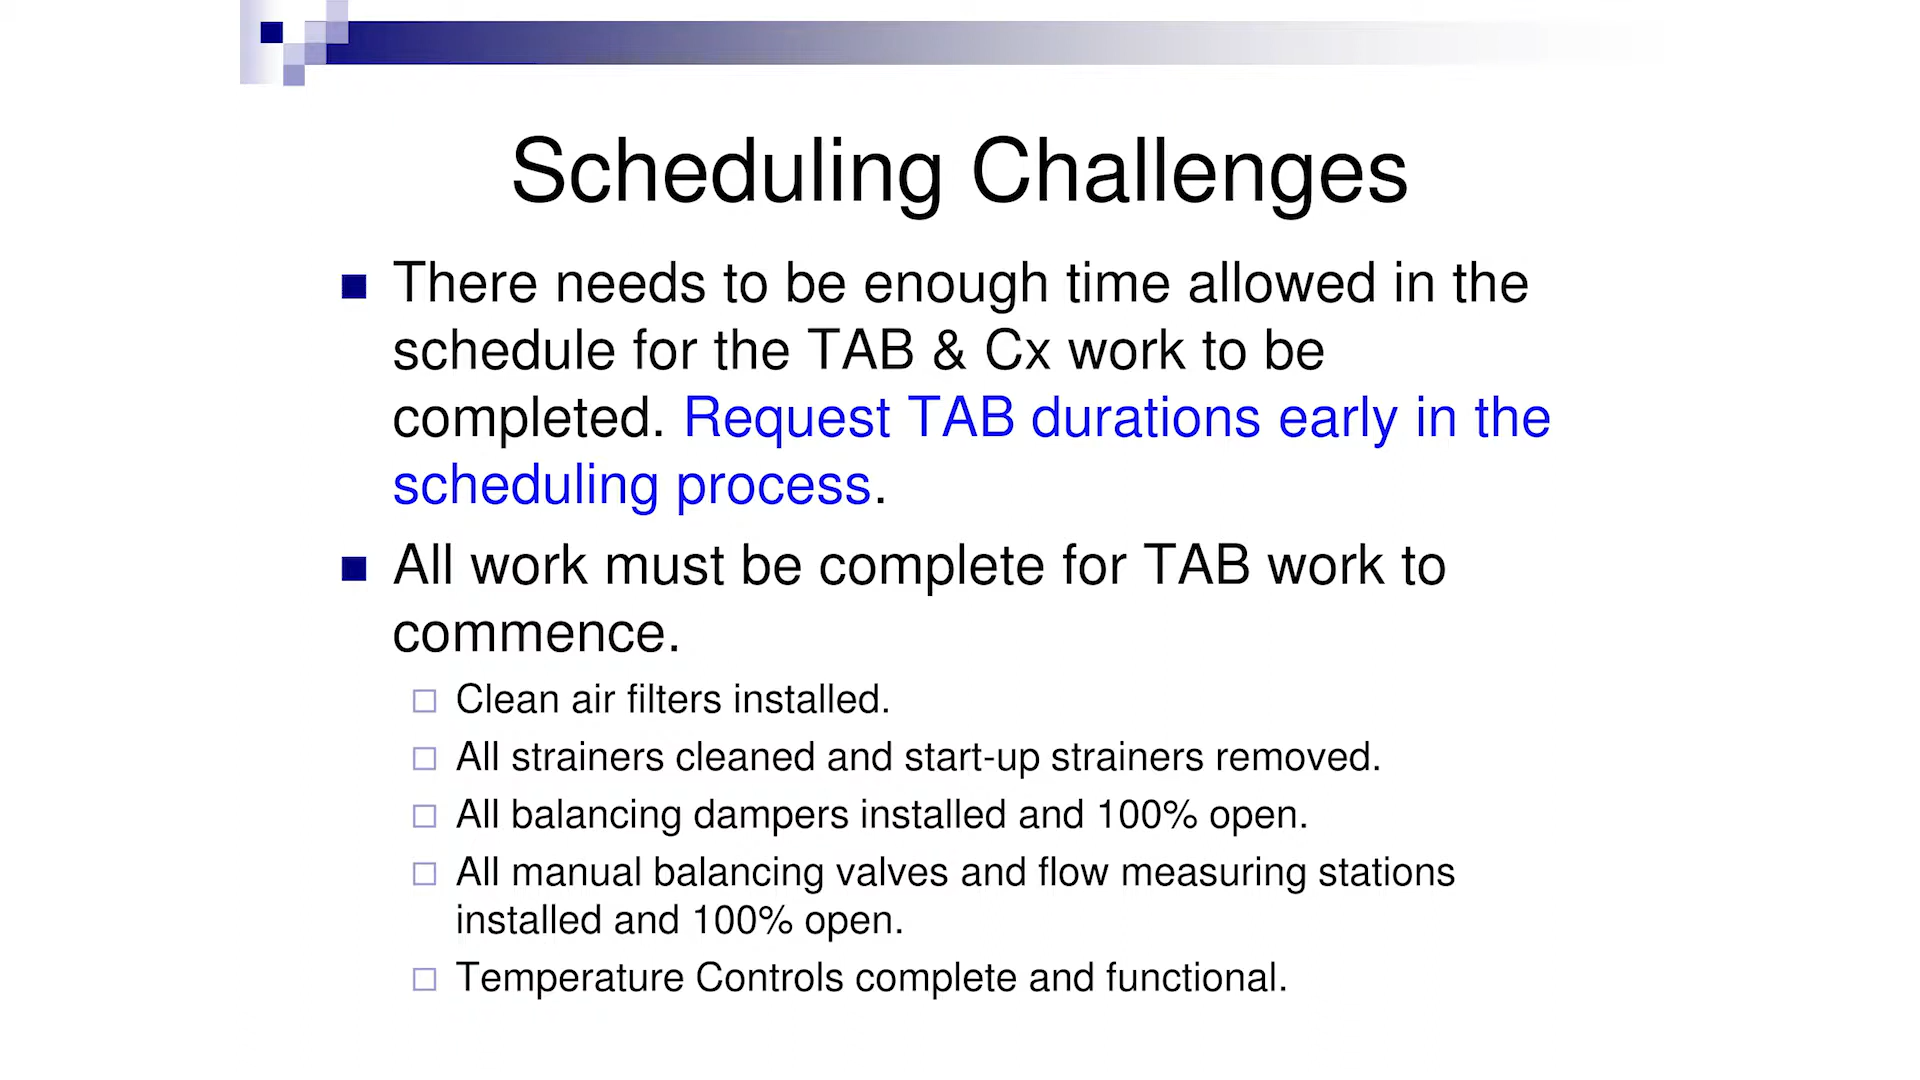 Scheduling Challenges
There needs to be enough time allowed in the
schedule for the TAB & Cx work to be
completed. Request TAB durations early in the
scheduling process.
All work must be complete for TAB work to
commence.
Clean air filters installed.
All strainers cleaned and start-up strainers removed.
All balancing dampers installed and 100% open.
All manual balancing valves and flow measuring stations
installed and 100% open.
Temperature Controls complete and functional.